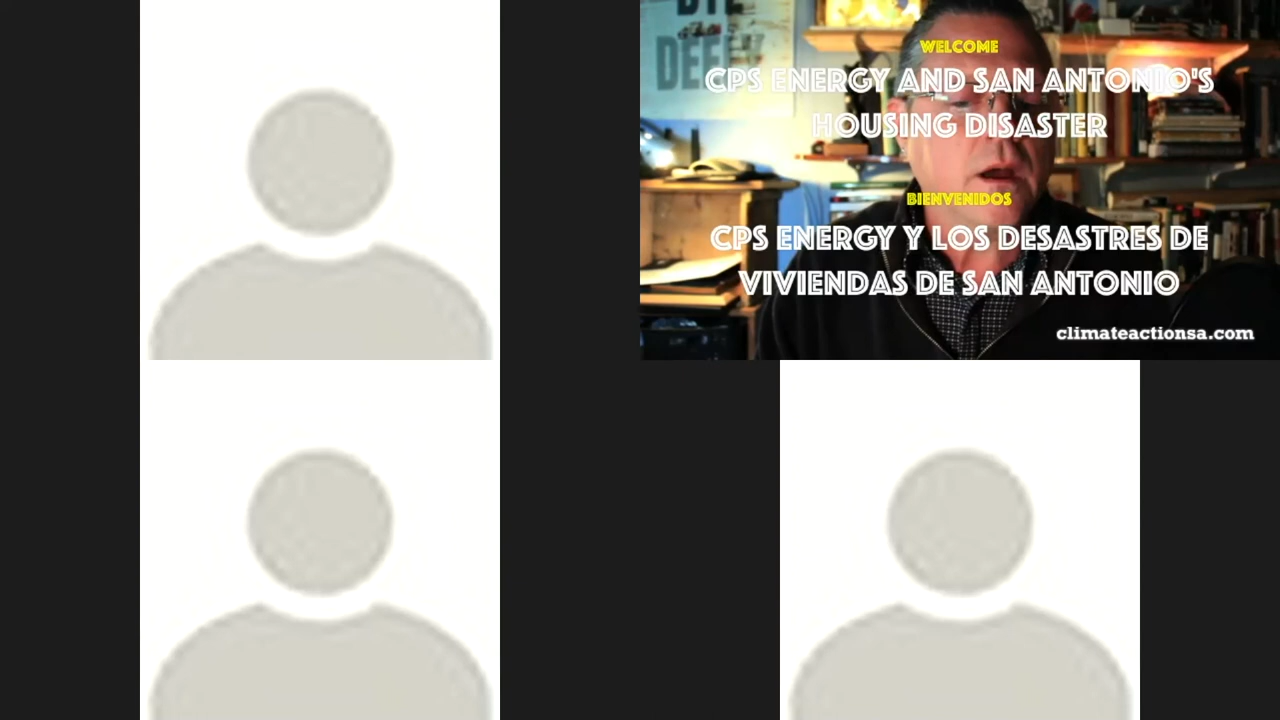 WELCOME
CPS ENERGY AND SAN ANTONIO'S
HOUSING DISASTER
BIENVENIDOS
CPS ENERGY Y LOS DESASTRES DE
VIVIENDAS DE SAN ANTONIO
climateactionsa.com